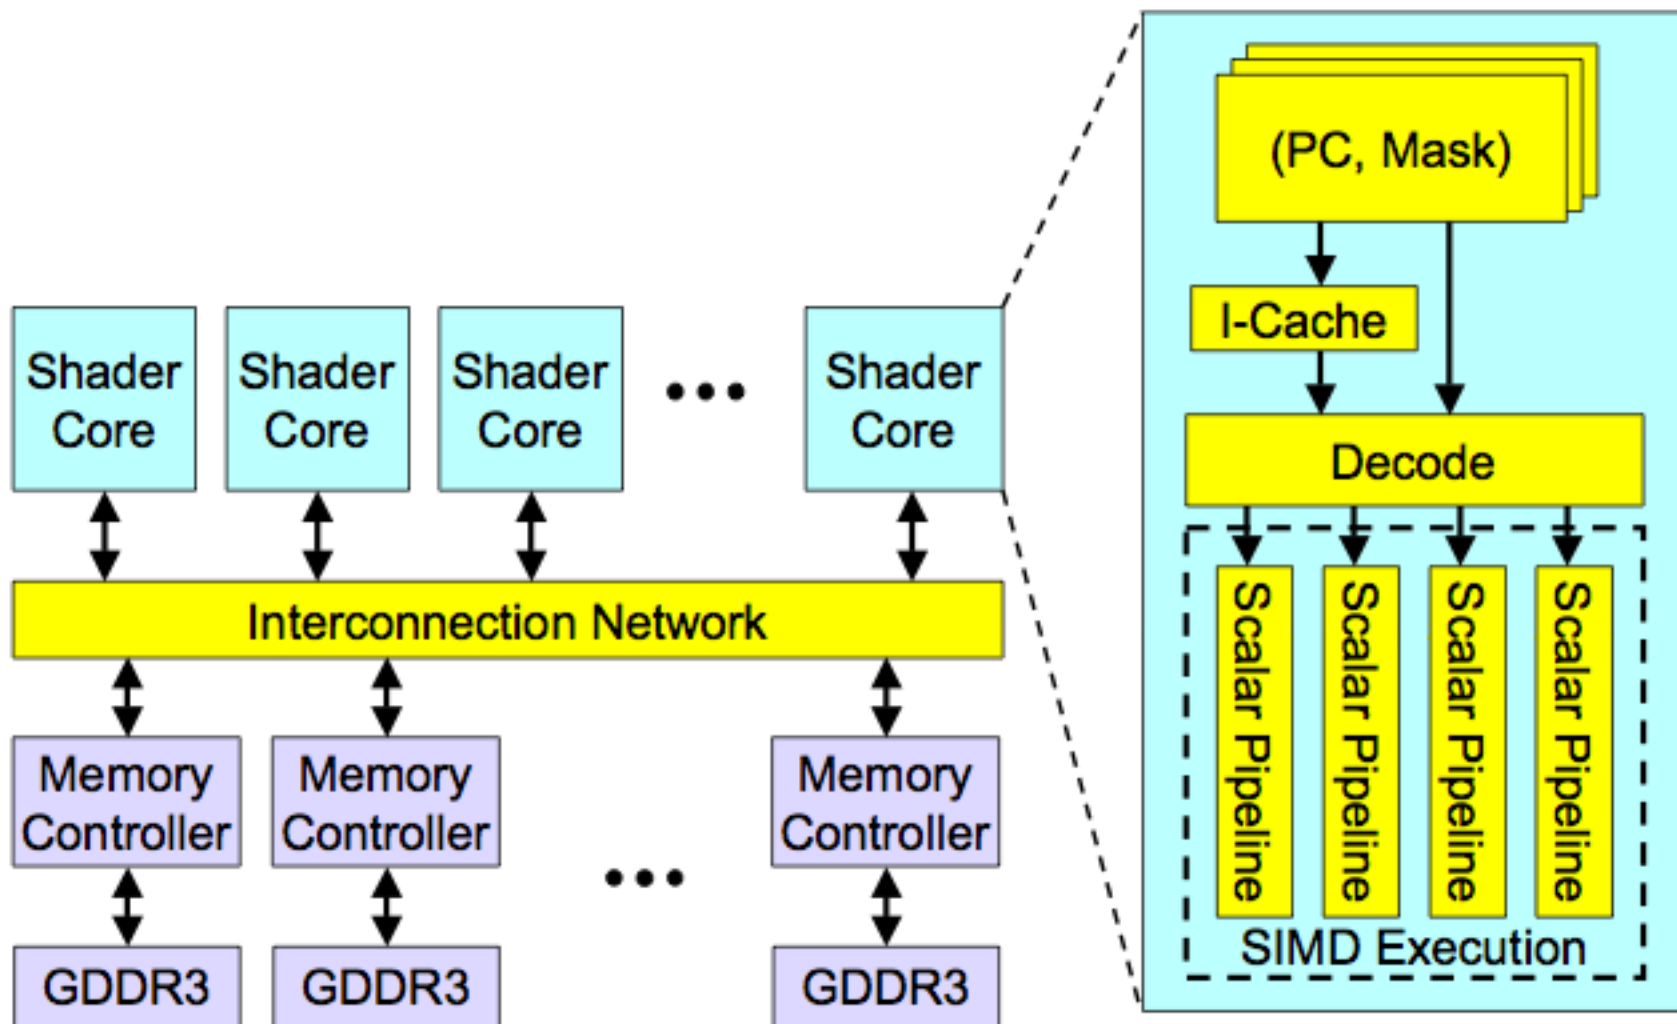 (PC, Mask)
I-Cache
Decode
Scalar Pipeline
Scalar Pipeline
Scalar Pipeline
Scalar Pipeline
SIMD Execution
Shader
Core
Shader
Core
Shader
Core
Shader
Core
Interconnection Network
Memory
Controller
Memory
Controller
Memory
Controller
GDDR3
GDDR3
GDDR3